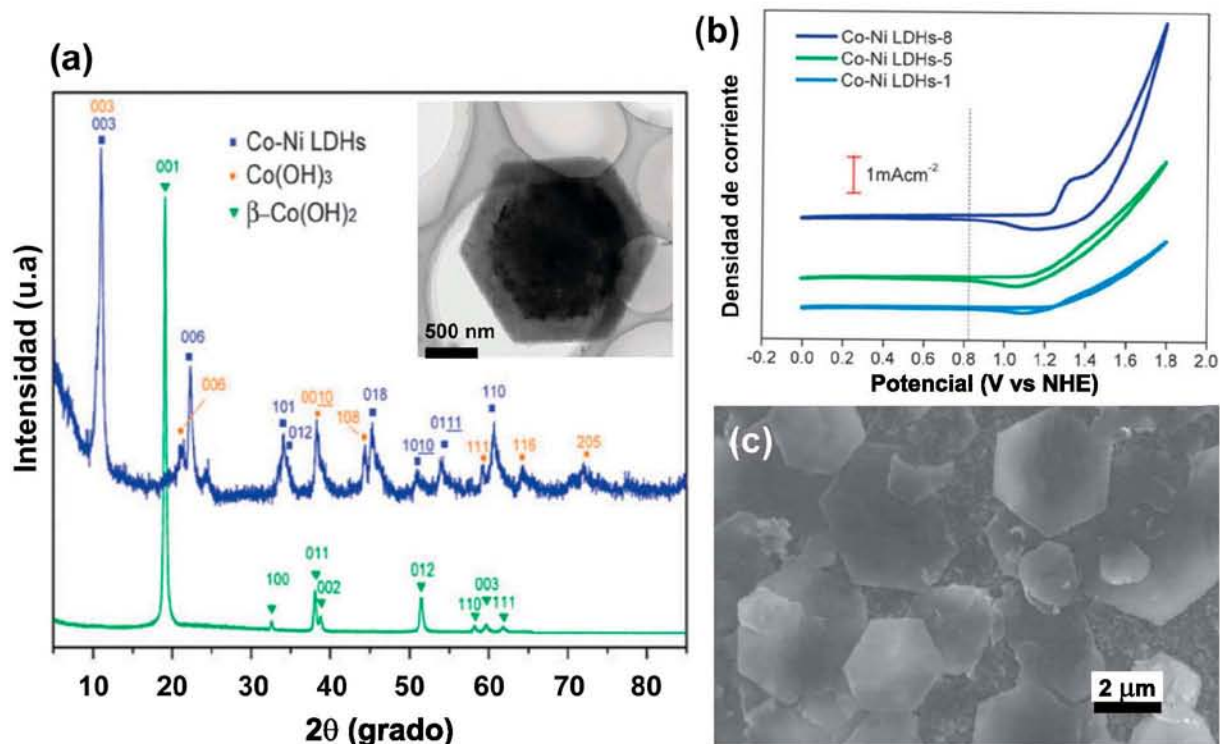 (a)
003
003
001
Co-Ni LDHs
Co(OH)3
β–Co(OH)2
500 nm
006
006
101
012
0010
108
018
1010
0111
111
110
116
205
100
011
002
012
110
003
111
Intensidad (u.a)
10 20 30 40 50 60 70 80
2θ (grado)
(b)
Co-Ni LDHs-8
Co-Ni LDHs-5
Co-Ni LDHs-1
1mAcm-2
Densidad de corriente
-0.2 0.0 0.2 0.4 0.6 0.8 1.0 1.2 1.4 1.6 1.8 2.0
Potencial (V vs NHE)
(c)
2 μm